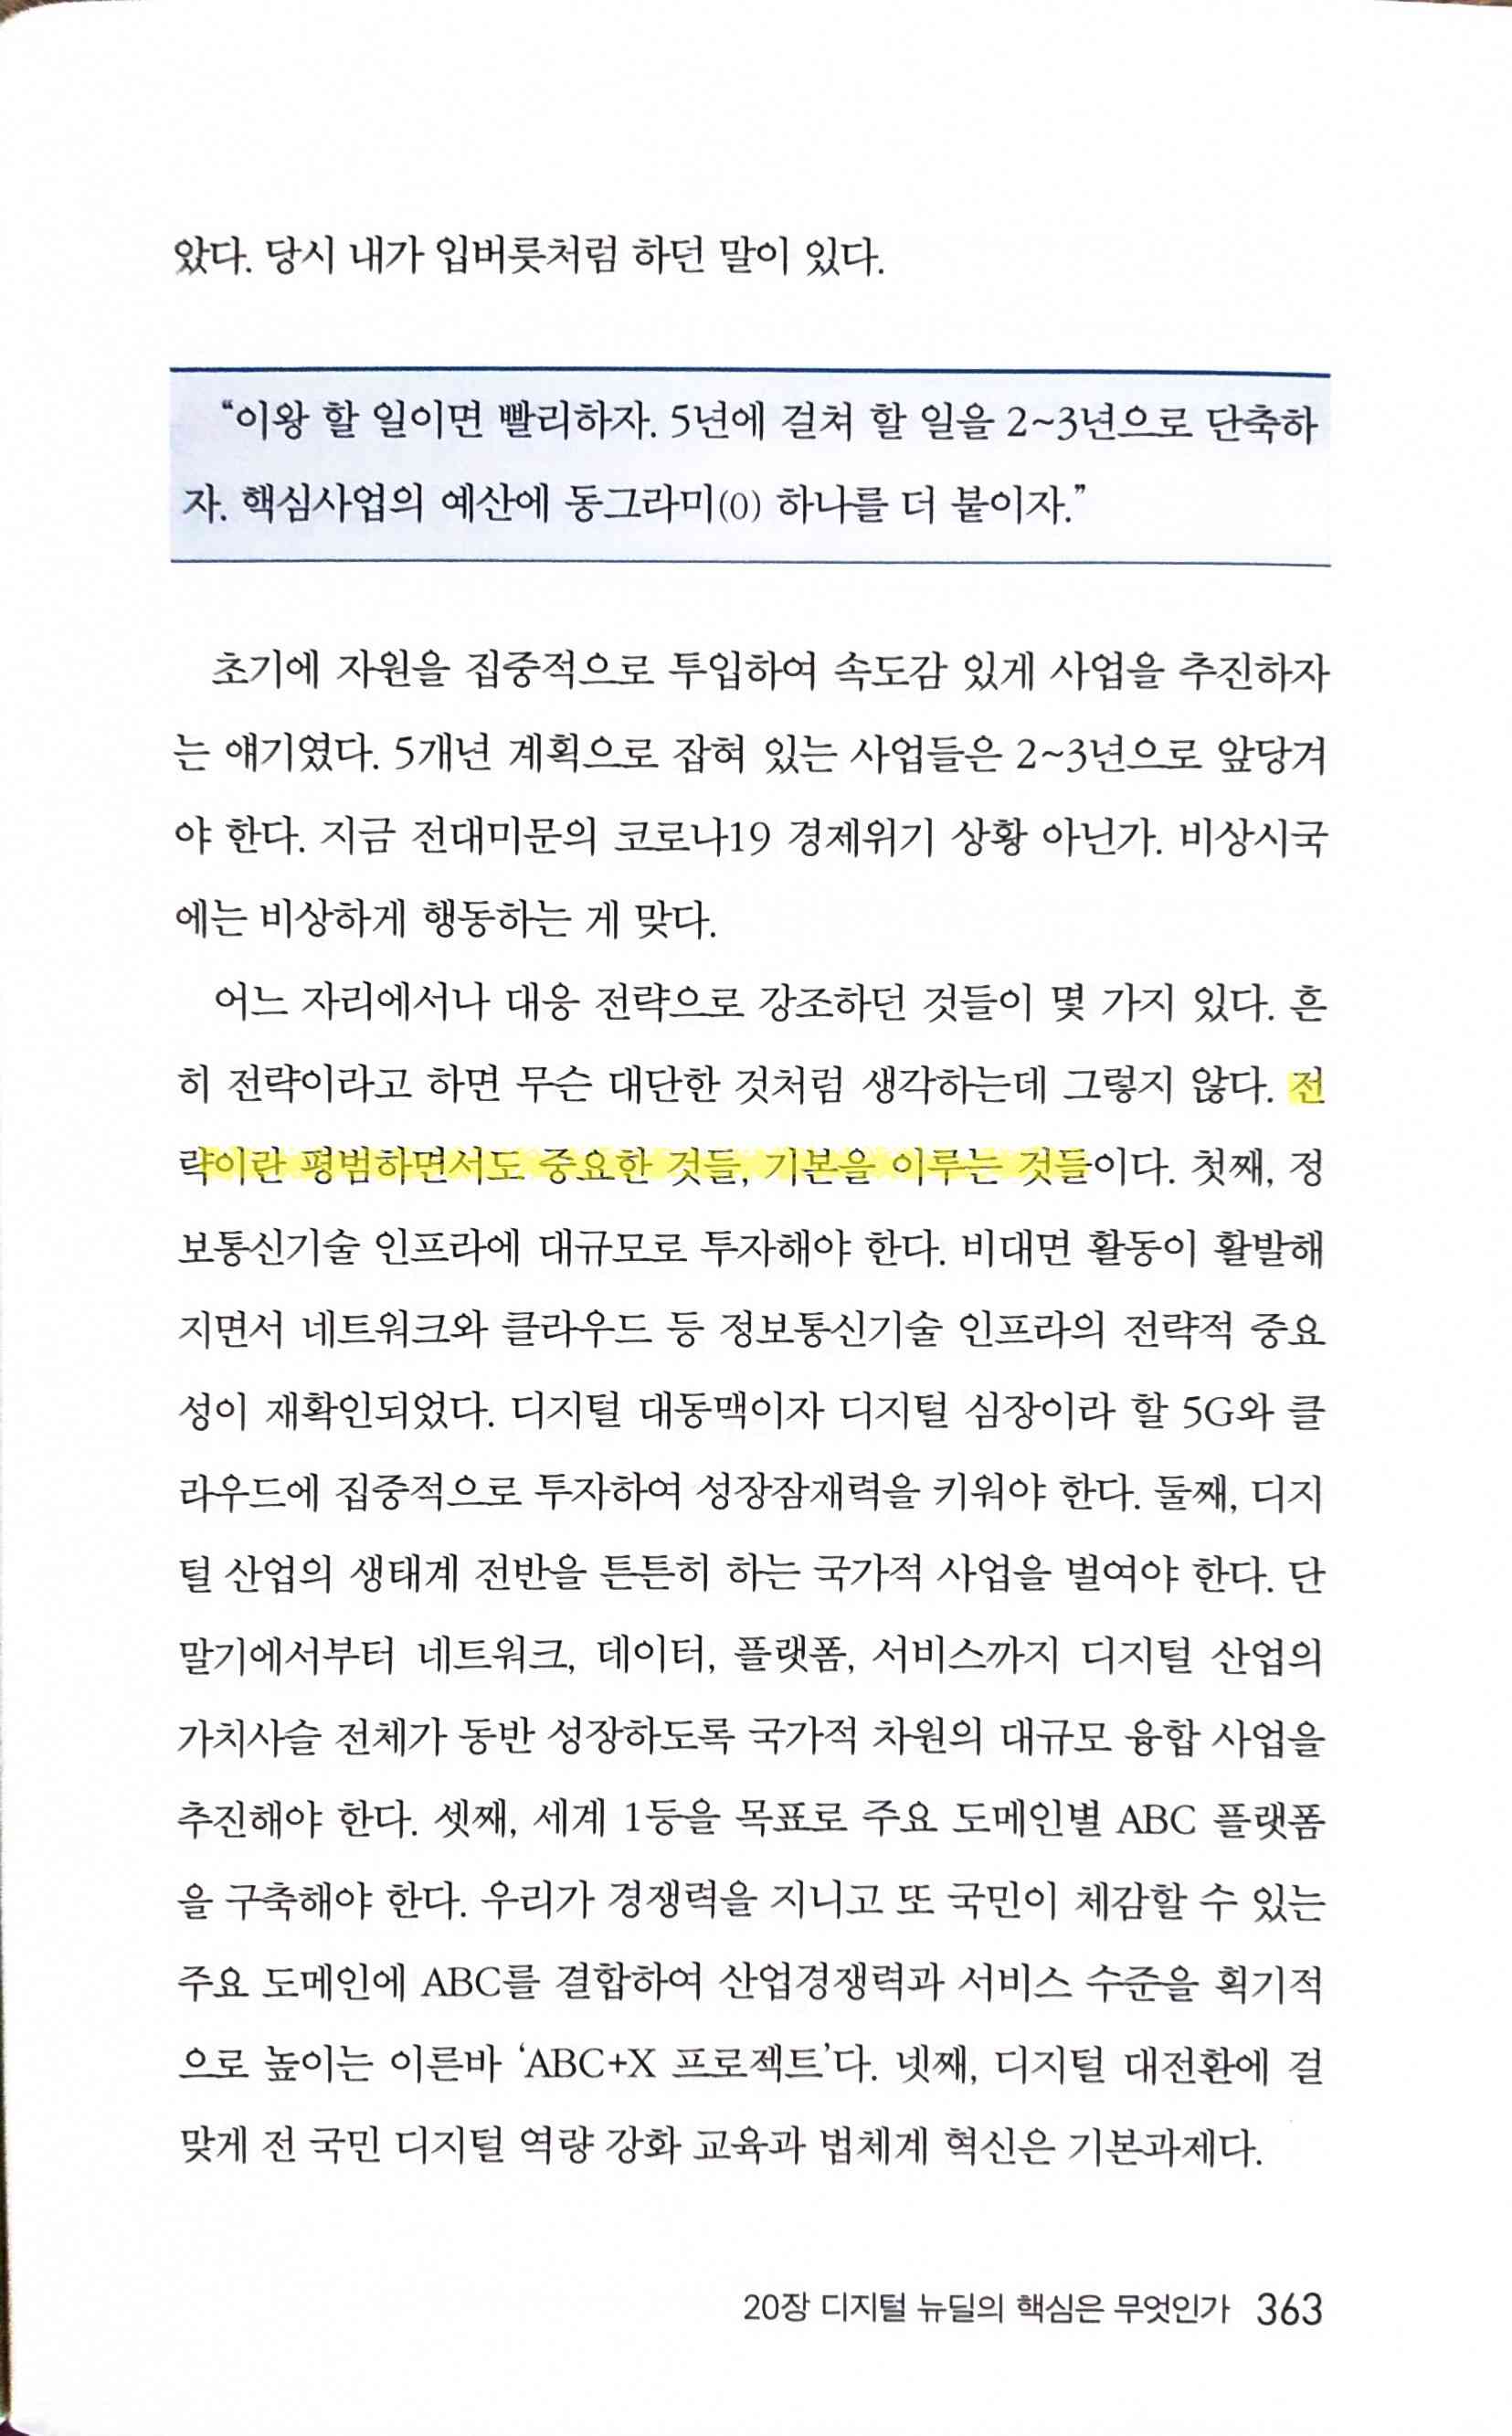 았다. 당시 내가 입버릇처럼 하던 말이 있다.
“이왕 할 일이면 빨리하자. 5년에 걸쳐 할 일을 2~3년으로 단축하
자. 핵심사업의 예산에 동그라미(0) 하나를 더 붙이자.”
초기에 자원을 집중적으로 투입하여 속도감 있게 사업을 추진하자
는 얘기였다. 5개년 계획으로 잡혀 있는 사업들은 2~3년으로 앞당겨
야 한다. 지금 전대미문의 코로나19 경제위기 상황 아닌가. 비상시국
에는 비상하게 행동하는 게 맞다.
어느 자리에서나 대응 전략으로 강조하던 것들이 몇 가지 있다. 흔
히 전략이라고 하면 무슨 대단한 것처럼 생각하는데 그렇지 않다. 전
략이란 평범하면서도 중요한 것들, 기본을 이루는 것들이다. 첫째, 정
보통신기술 인프라에 대규모로 투자해야 한다. 비대면 활동이 활발해
지면서 네트워크와 클라우드 등 정보통신기술 인프라의 전략적 중요
성이 재확인되었다. 디지털 대동맥이자 디지털 심장이라 할 5G와 클
라우드에 집중적으로 투자하여 성장잠재력을 키워야 한다. 둘째, 디지
털 산업의 생태계 전반을 튼튼히 하는 국가적 사업을 벌여야 한다. 단
말기에서부터 네트워크, 데이터, 플랫폼, 서비스까지 디지털 산업의
가치사슬 전체가 동반 성장하도록 국가적 차원의 대규모 융합 사업을
추진해야 한다. 셋째, 세계 1등을 목표로 주요 도메인별 ABC 플랫폼
을 구축해야 한다. 우리가 경쟁력을 지니고 또 국민이 체감할 수 있는
주요 도메인에 ABC를 결합하여 산업경쟁력과 서비스 수준을 획기적
으로 높이는 이른바 ‘ABC+X 프로젝트’다. 넷째, 디지털 대전환에 걸
맞게 전 국민 디지털 역량 강화 교육과 법체계 혁신은 기본과제다.
20장 디지털 뉴딜의 핵심은 무엇인가 363